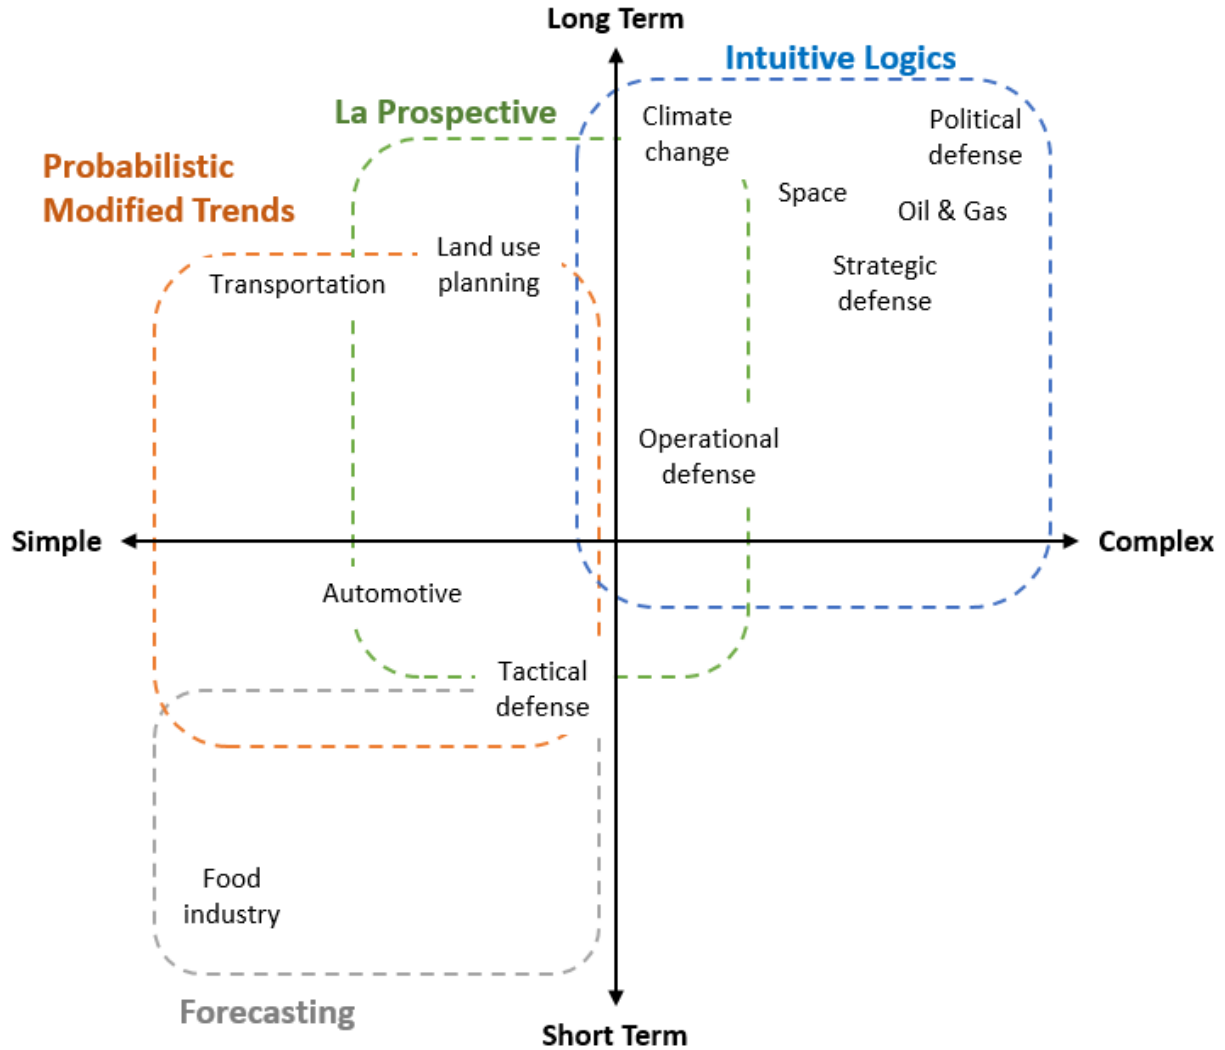 Long Term
Intuitive Logics
La Prospective
Climate
change
Political
defense
Probabilistic
Modified Trends
Space
Oil & Gas
Land use
planning
Transportation
Strategic
defense
Operational
defense
Simple
Complex
Automotive
Tactical
defense
Food
industry
Forecasting
Short Term